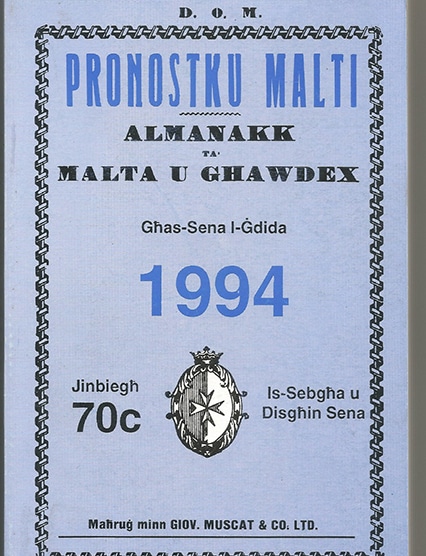 D. O. M.
PRONOSTKU MALTI
ALMANAKK
TA'
MALTA U GĦAWDEX
Għas-Sena l-Ġdida
1994
Jinbiegħ
70c
Is-Sebgħa u
Disgħin Sena
Maħruġ minn GIOV. MUSCAT & CO. LTD.